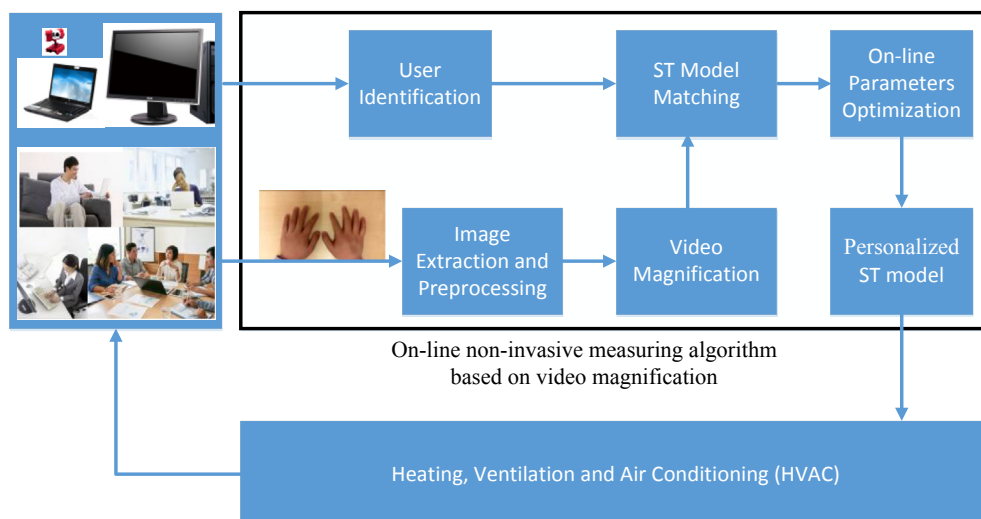 User
Identification
ST Model
Matching
On-line
Parameters
Optimization
Image
Extraction and
Preprocessing
Video
Magnification
Personalized
ST model
On-line non-invasive measuring algorithm
based on video magnification
Heating, Ventilation and Air Conditioning (HVAC)